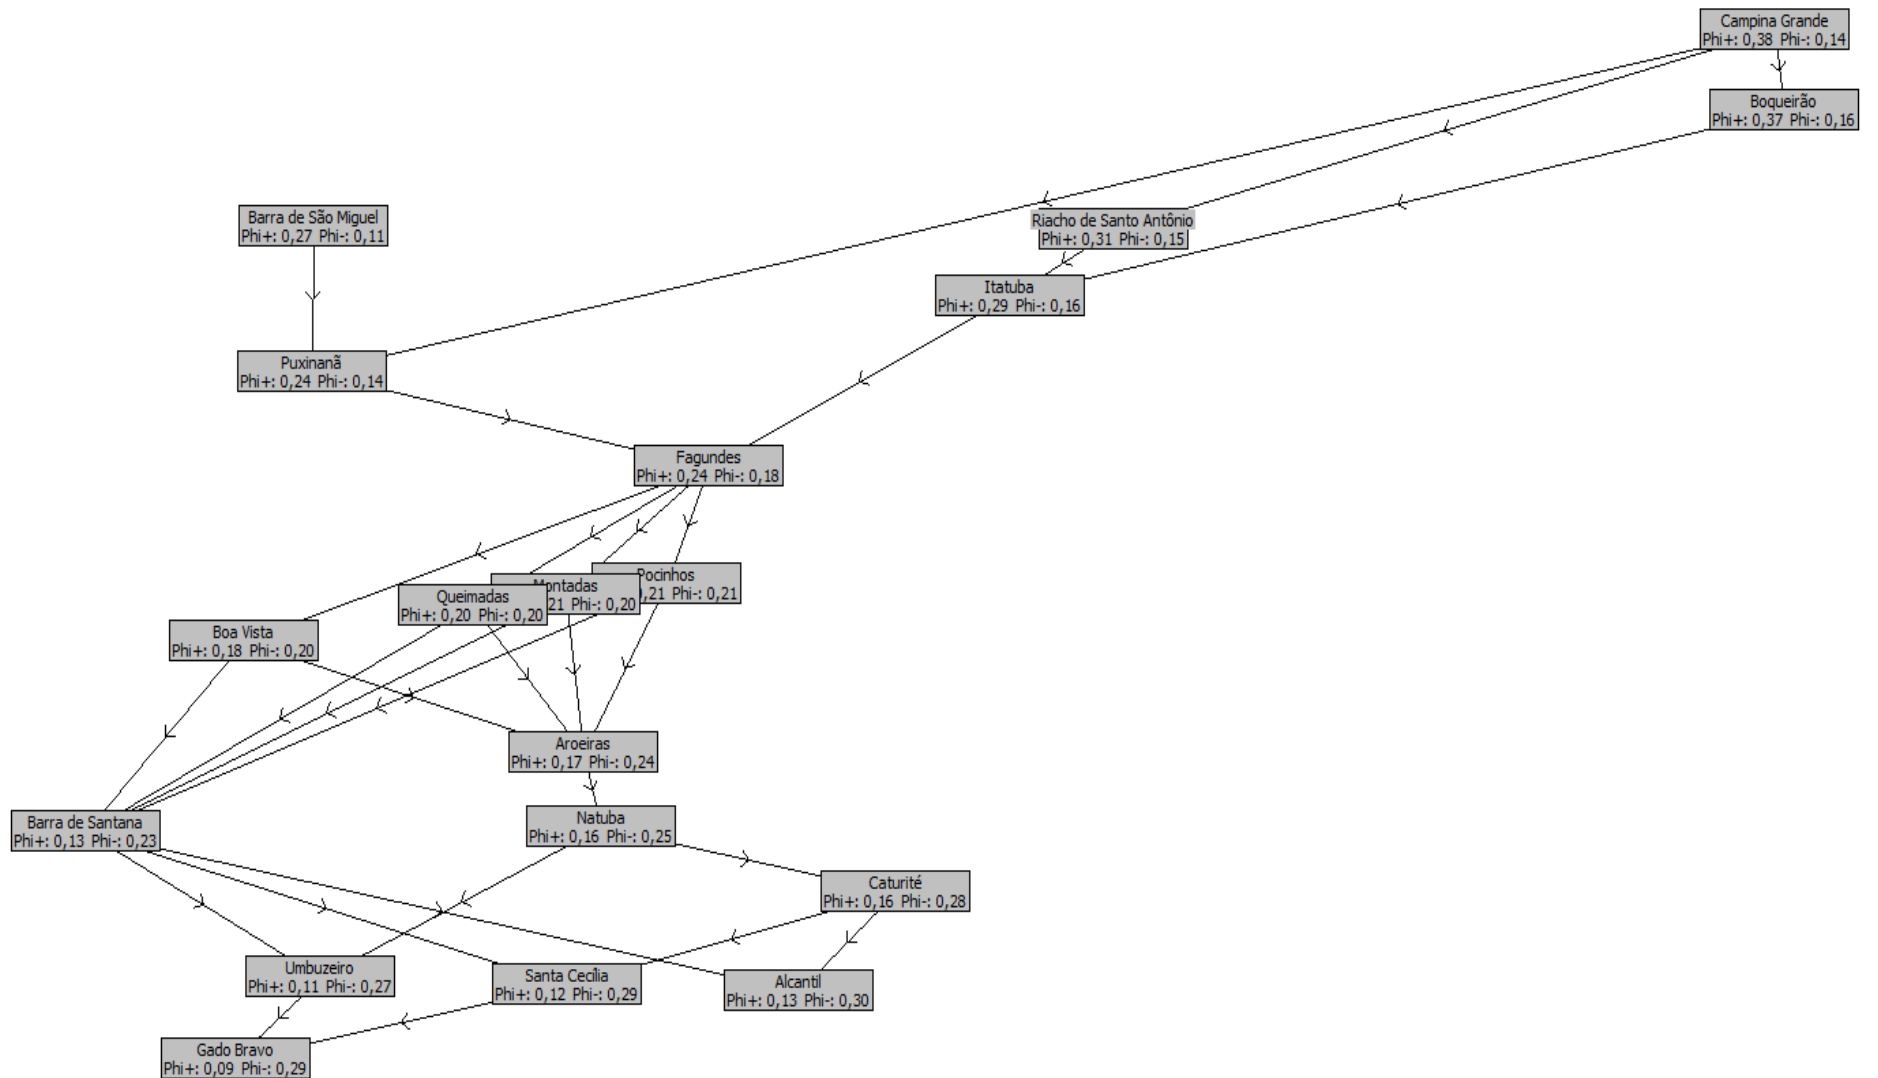 Campina Grande
Phi+: 0,38 Phi-: 0,14
Boqueirão
Phi+: 0,37 Phi-: 0,16
Barra de São Miguel
Phi+: 0,27 Phi-: 0,11
Riacho de Santo Antônio
Phi+: 0,31 Phi-: 0,15
Itatuba
Phi+: 0,29 Phi-: 0,16
Puxinanã
Phi+: 0,24 Phi-: 0,14
Fagundes
Phi+: 0,24 Phi-: 0,18
Pocinhos
0,21 Phi-: 0,21
Montadas
21 Phi-: 0,20
Queimadas
Phi+: 0,20 Phi-: 0,20
Boa Vista
Phi+: 0,18 Phi-: 0,20
Aroeiras
Phi+: 0,17 Phi-: 0,24
Natuba
Phi+: 0,16 Phi-: 0,25
Barra de Santana
Phi+: 0,13 Phi-: 0,23
Caturité
Phi+: 0,16 Phi-: 0,28
Umbuzeiro
Phi+: 0,11 Phi-: 0,27
Santa Cecília
Phi+: 0,12 Phi-: 0,29
Alcantil
Phi+: 0,13 Phi-: 0,30
Gado Bravo
Phi+: 0,09 Phi-: 0,29